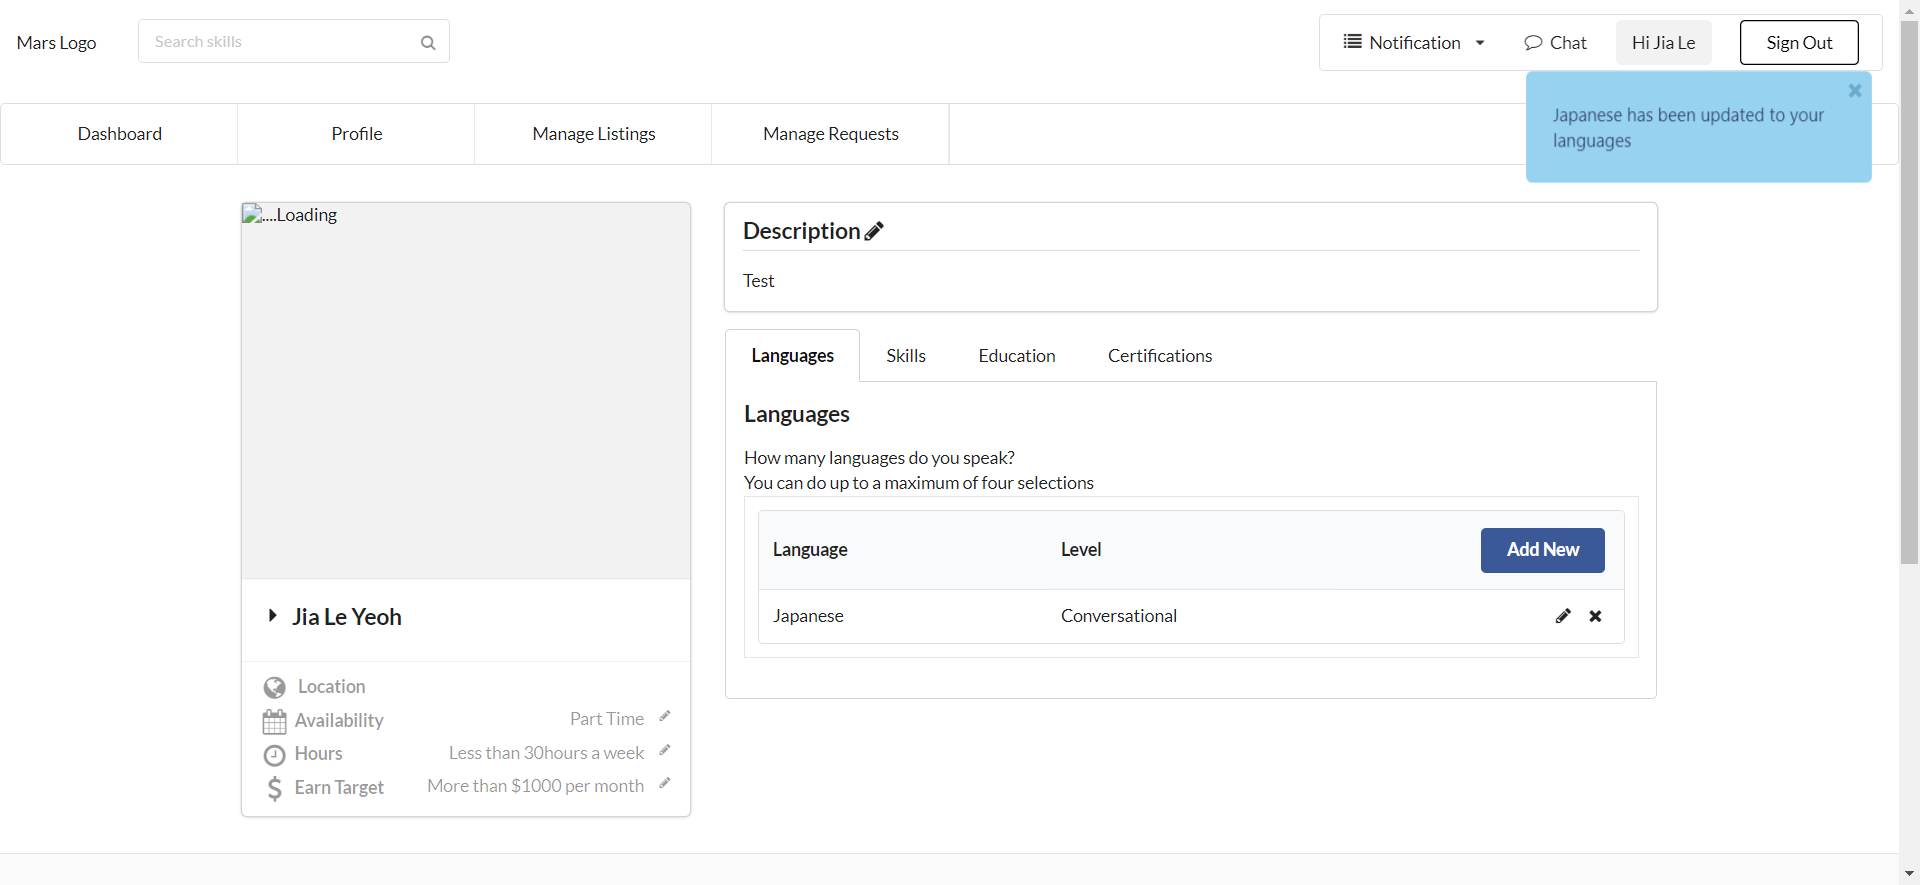 Mars Logo
Search skills
Notification
Chat
Hi Jia Le
Sign Out
Japanese has been updated to your
languages
Dashboard
Profile
Manage Listings
Manage Requests
....Loading
Jia Le Yeoh
Location
Availability
Part Time
Hours
Less than 30hours a week
Earn Target
More than $1000 per month
Description
Test
Languages
Skills
Education
Certifications
Languages
How many languages do you speak?
You can do up to a maximum of four selections
Language
Level
Add New
Japanese
Conversational